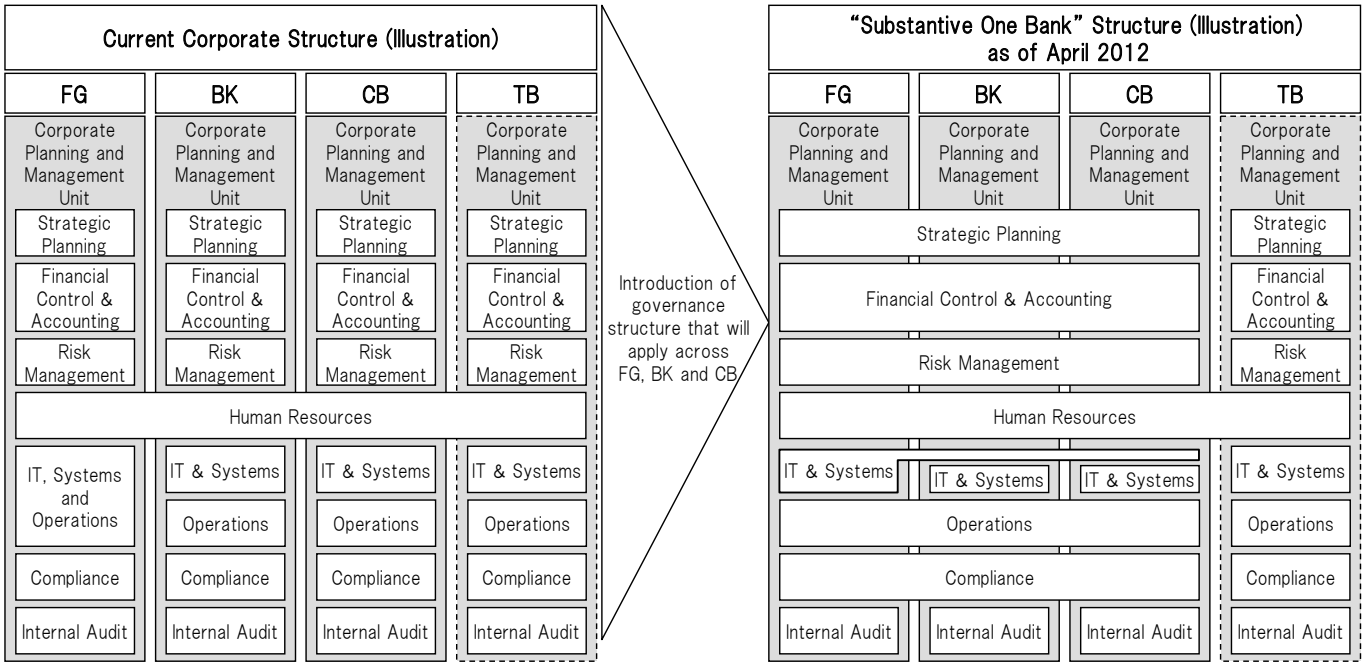 Current Corporate Structure (Illustration)
FG
BK
CB
TB
Corporate
Planning and
Management
Unit
Corporate
Planning and
Management
Unit
Corporate
Planning and
Management
Unit
Corporate
Planning and
Management
Unit
Strategic
Planning
Strategic
Planning
Strategic
Planning
Strategic
Planning
Financial
Control &
Accounting
Financial
Control &
Accounting
Financial
Control &
Accounting
Financial
Control &
Accounting
Risk
Management
Risk
Management
Risk
Management
Risk
Management
Human Resources
IT, Systems
and
Operations
IT & Systems
IT & Systems
IT & Systems
Operations
Operations
Operations
Compliance
Compliance
Compliance
Compliance
Internal Audit
Internal Audit
Internal Audit
Internal Audit
Introduction of
governance
structure that will
apply across
FG, BK and CB
“Substantive One Bank” Structure (Illustration)
as of April 2012
FG
BK
CB
TB
Corporate
Planning and
Management
Unit
Corporate
Planning and
Management
Unit
Corporate
Planning and
Management
Unit
Corporate
Planning and
Management
Unit
Strategic Planning
Strategic
Planning
Financial Control & Accounting
Financial
Control &
Accounting
Risk Management
Risk
Management
Human Resources
IT & Systems
IT & Systems
IT & Systems
IT & Systems
Operations
Operations
Compliance
Compliance
Internal Audit
Internal Audit
Internal Audit
Internal Audit